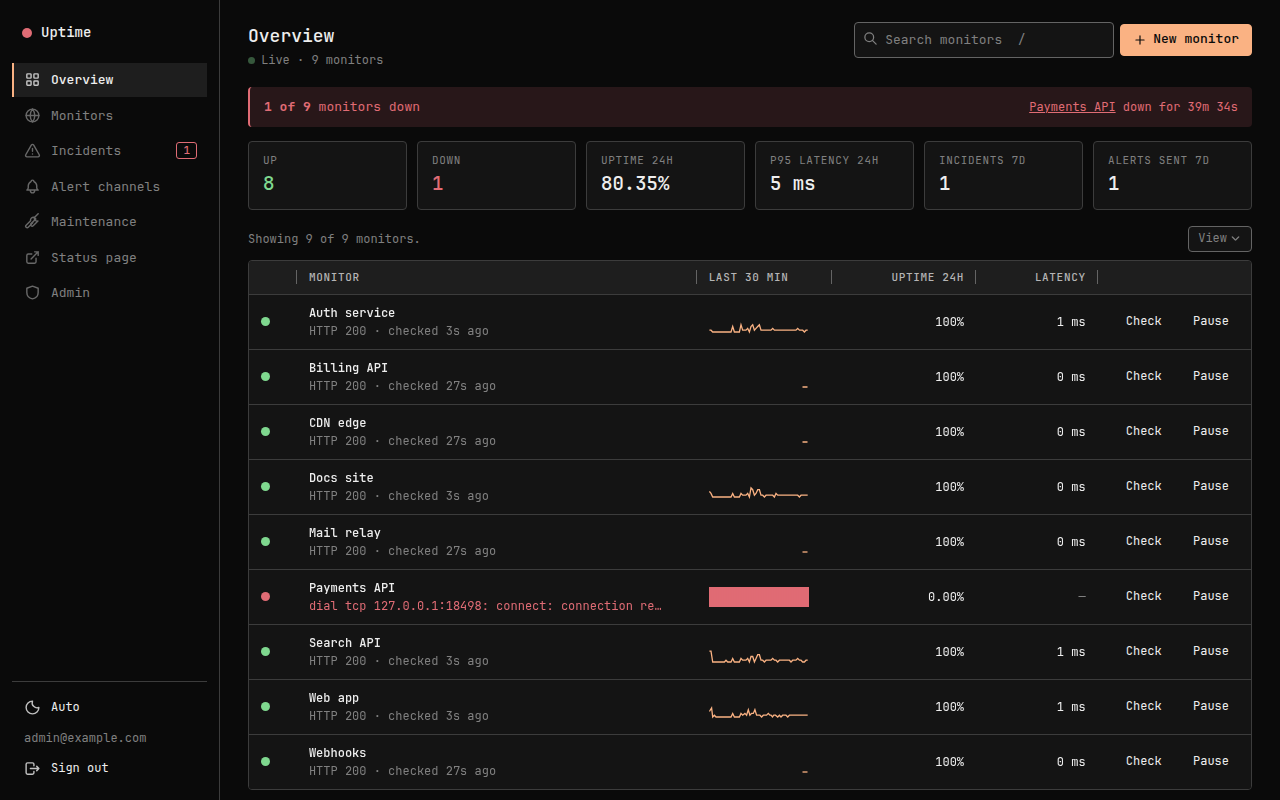 Uptime
Overview
Monitors
Incidents 1
Alert channels
Maintenance
Status page
Admin
Auto
admin@example.com
Sign out
Overview
Live · 9 monitors
Search monitors /
New monitor
1 of 9 monitors down
Payments API down for 39m 34s
UP
8
DOWN
1
UPTIME 24H
80.35%
P95 LATENCY 24H
5 ms
INCIDENTS 7D
1
ALERTS SENT 7D
1
Showing 9 of 9 monitors.
View
MONITOR LAST 30 MIN UPTIME 24H LATENCY
Auth service
HTTP 200 · checked 3s ago
100% 1 ms Check Pause
Billing API
HTTP 200 · checked 27s ago
100% 0 ms Check Pause
CDN edge
HTTP 200 · checked 27s ago
100% 0 ms Check Pause
Docs site
HTTP 200 · checked 3s ago
100% 0 ms Check Pause
Mail relay
HTTP 200 · checked 27s ago
100% 0 ms Check Pause
Payments API
dial tcp 127.0.0.1:18498: connect: connection re…
0.00% — Check Pause
Search API
HTTP 200 · checked 3s ago
100% 1 ms Check Pause
Web app
HTTP 200 · checked 3s ago
100% 1 ms Check Pause
Webhooks
HTTP 200 · checked 27s ago
100% 0 ms Check Pause